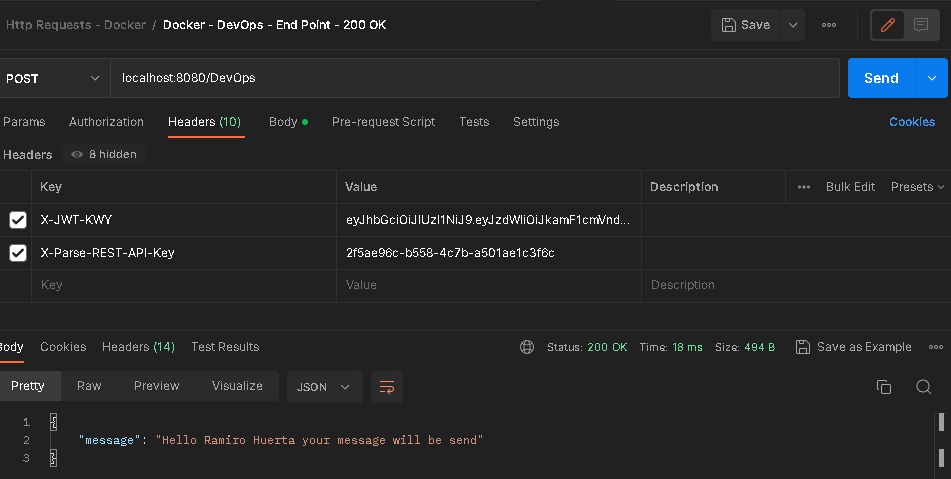 Http Requests - Docker / Docker - DevOps - End Point - 200 OK Save
POST localhost:8080/DevOps Send
Params Authorization Headers (10) Body Pre-request Script Tests Settings Cookies
Headers 8 hidden
Key Value Description Bulk Edit Presets
X-JWT-KWY
X-Parse-REST-API-Key 2f5ae96c-b558-4c7b-a501ae1c3f6c
Key Value Description
Body Cookies Headers (14) Test Results Status: 200 OK Time: 18 ms Size: 494 B Save as Example
Pretty Raw Preview Visualize JSON
1 {
2 "message": "Hello Ramiro Huerta your message will be send"
3 }